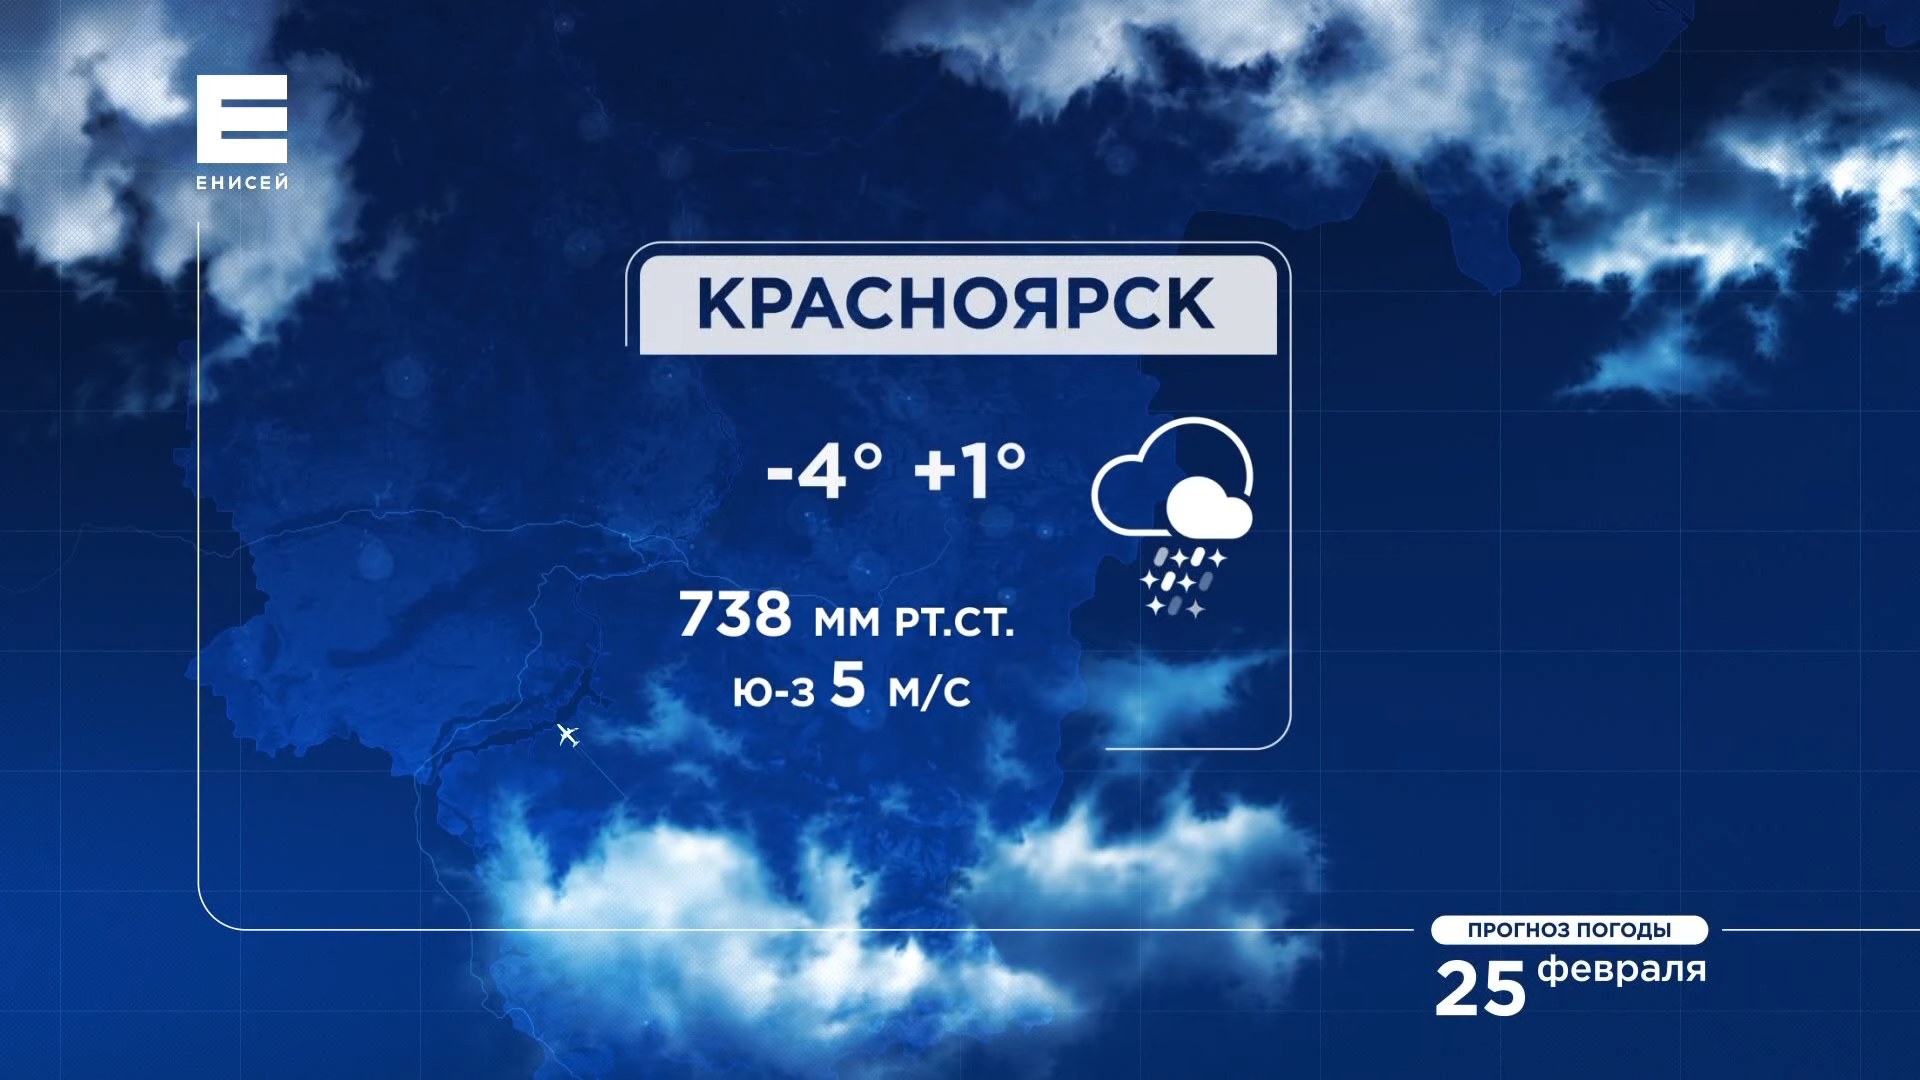 ЕНИСЕЙ
КРАСНОЯРСК
-4° +1°
738 ММ РТ.СТ.
Ю-З 5 М/С
ПРОГНОЗ ПОГОДЫ
25 февраля